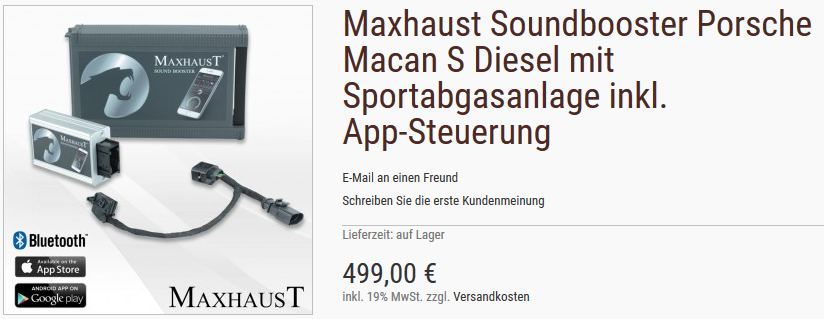 MAXHAUST
SOUND BOOSTER
MAXHAUST
Bluetooth™
Available on the
App Store
ANDROID APP ON
Google play
MAXHAUST
Maxhaust Soundbooster Porsche
Macan S Diesel mit
Sportabgasanlage inkl.
App-Steuerung
E-Mail an einen Freund
Schreiben Sie die erste Kundenmeinung
Lieferzeit: auf Lager
499,00 €
inkl. 19% MwSt. zzgl. Versandkosten